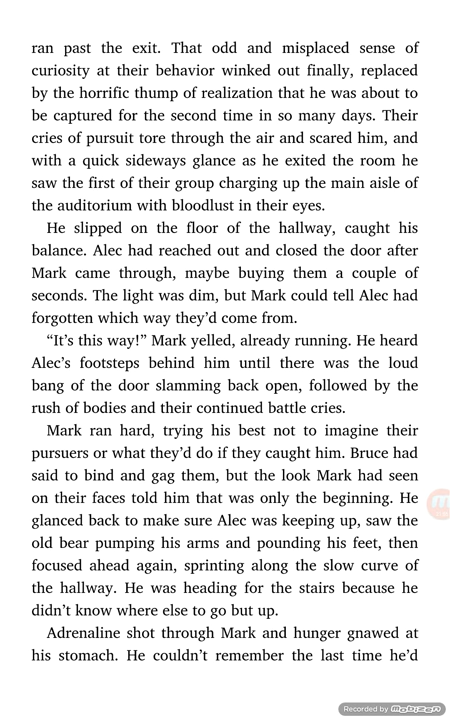 ran past the exit. That odd and misplaced sense of
curiosity at their behavior winked out finally, replaced
by the horrific thump of realization that he was about to
be captured for the second time in so many days. Their
cries of pursuit tore through the air and scared him, and
with a quick sideways glance as he exited the room he
saw the first of their group charging up the main aisle of
the auditorium with bloodlust in their eyes.
He slipped on the floor of the hallway, caught his
balance. Alec had reached out and closed the door after
Mark came through, maybe buying them a couple of
seconds. The light was dim, but Mark could tell Alec had
forgotten which way they’d come from.
“It’s this way!” Mark yelled, already running. He heard
Alec’s footsteps behind him until there was the loud
bang of the door slamming back open, followed by the
rush of bodies and their continued battle cries.
Mark ran hard, trying his best not to imagine their
pursuers or what they’d do if they caught him. Bruce had
said to bind and gag them, but the look Mark had seen
on their faces told him that was only the beginning. He
glanced back to make sure Alec was keeping up, saw the
old bear pumping his arms and pounding his feet, then
focused ahead again, sprinting along the slow curve of
the hallway. He was heading for the stairs because he
didn’t know where else to go but up.
Adrenaline shot through Mark and hunger gnawed at
his stomach. He couldn’t remember the last time he’d
Recorded by mobizen